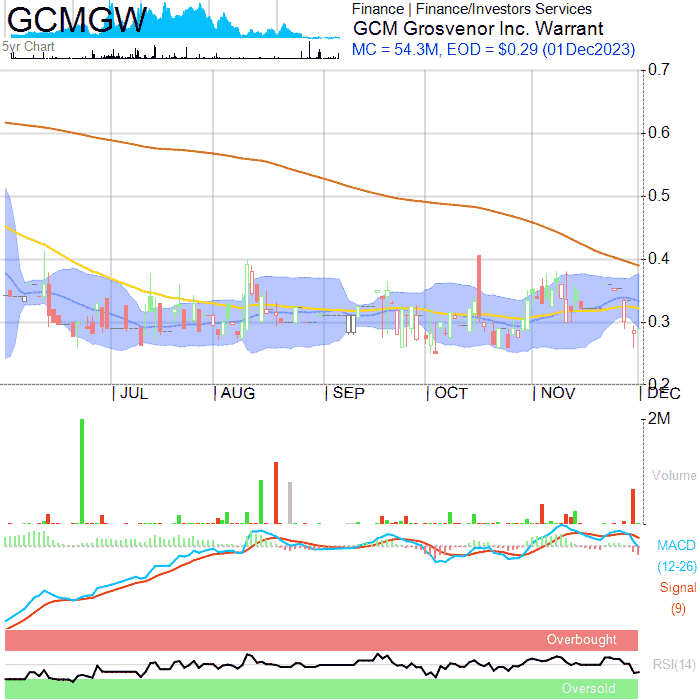 GCMGW
5yr Chart
Finance | Finance/Investors Services
GCM Grosvenor Inc. Warrant
MC = 54.3M, EOD = $0.29 (01Dec2023)
0.7
0.6
0.5
0.4
0.3
0.2
| JUL | AUG | SEP | OCT | NOV | DEC
2M
Volume
MACD
(12-26)
Signal
(9)
Overbought
RSI(14)
Oversold